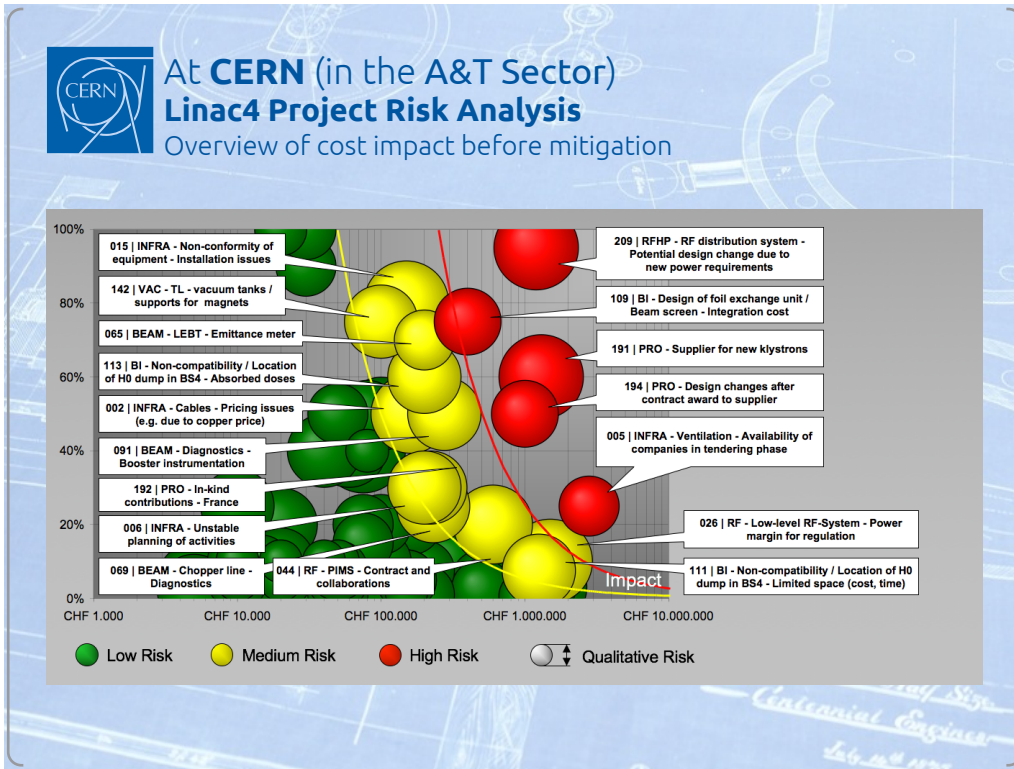 CERN
At CERN (in the A&T Sector)
Linac4 Project Risk Analysis
Overview of cost impact before mitigation
100%
80%
60%
40%
20%
0%
015 | INFRA - Non-conformity of
equipment - Installation issues
142 | VAC - TL - vacuum tanks /
supports for magnets
065 | BEAM - LEBT - Emittance meter
113 | BI - Non-compatibility / Location
of H0 dump in BS4 - Absorbed doses
002 | INFRA - Cables - Pricing issues
(e.g. due to copper price)
091 | BEAM - Diagnostics -
Booster instrumentation
192 | PRO - In-kind
contributions - France
006 | INFRA - Unstable
planning of activities
069 | BEAM - Chopper line -
Diagnostics
044 | RF - PIMS - Contract and
collaborations
209 | RFHP - RF distribution system -
Potential design change due to
new power requirements
109 | BI - Design of foil exchange unit /
Beam screen - Integration cost
191 | PRO - Supplier for new klystrons
194 | PRO - Design changes after
contract award to supplier
005 | INFRA - Ventilation - Availability of
companies in tendering phase
026 | RF - Low-level RF-System - Power
margin for regulation
111 | BI - Non-compatibility / Location of H0
dump in BS4 - Limited space (cost, time)
Impact
CHF 1.000
CHF 10.000
CHF 100.000
CHF 1.000.000
CHF 10.000.000
Low Risk
Medium Risk
High Risk
Qualitative Risk
Size
Centennial Engine